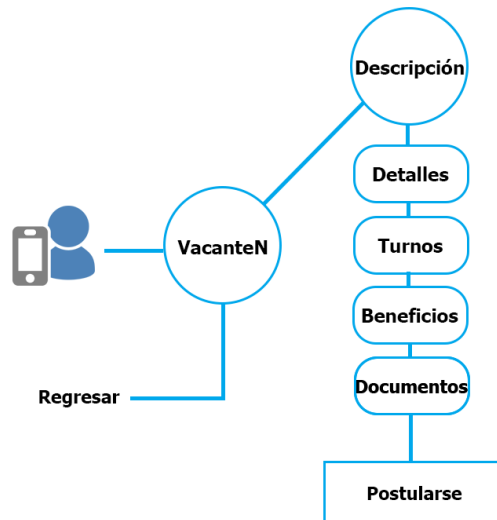 Descripción
Detalles
VacanteN
Turnos
Beneficios
Documentos
Regresar
Postularse